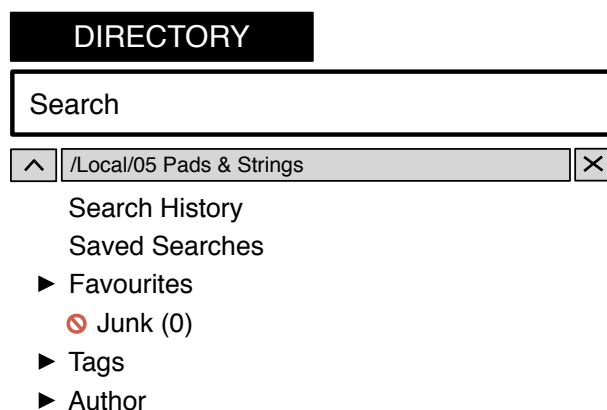 DIRECTORY
Search
/Local/05 Pads & Strings
Search History
Saved Searches
Favourites
Junk (0)
Tags
Author